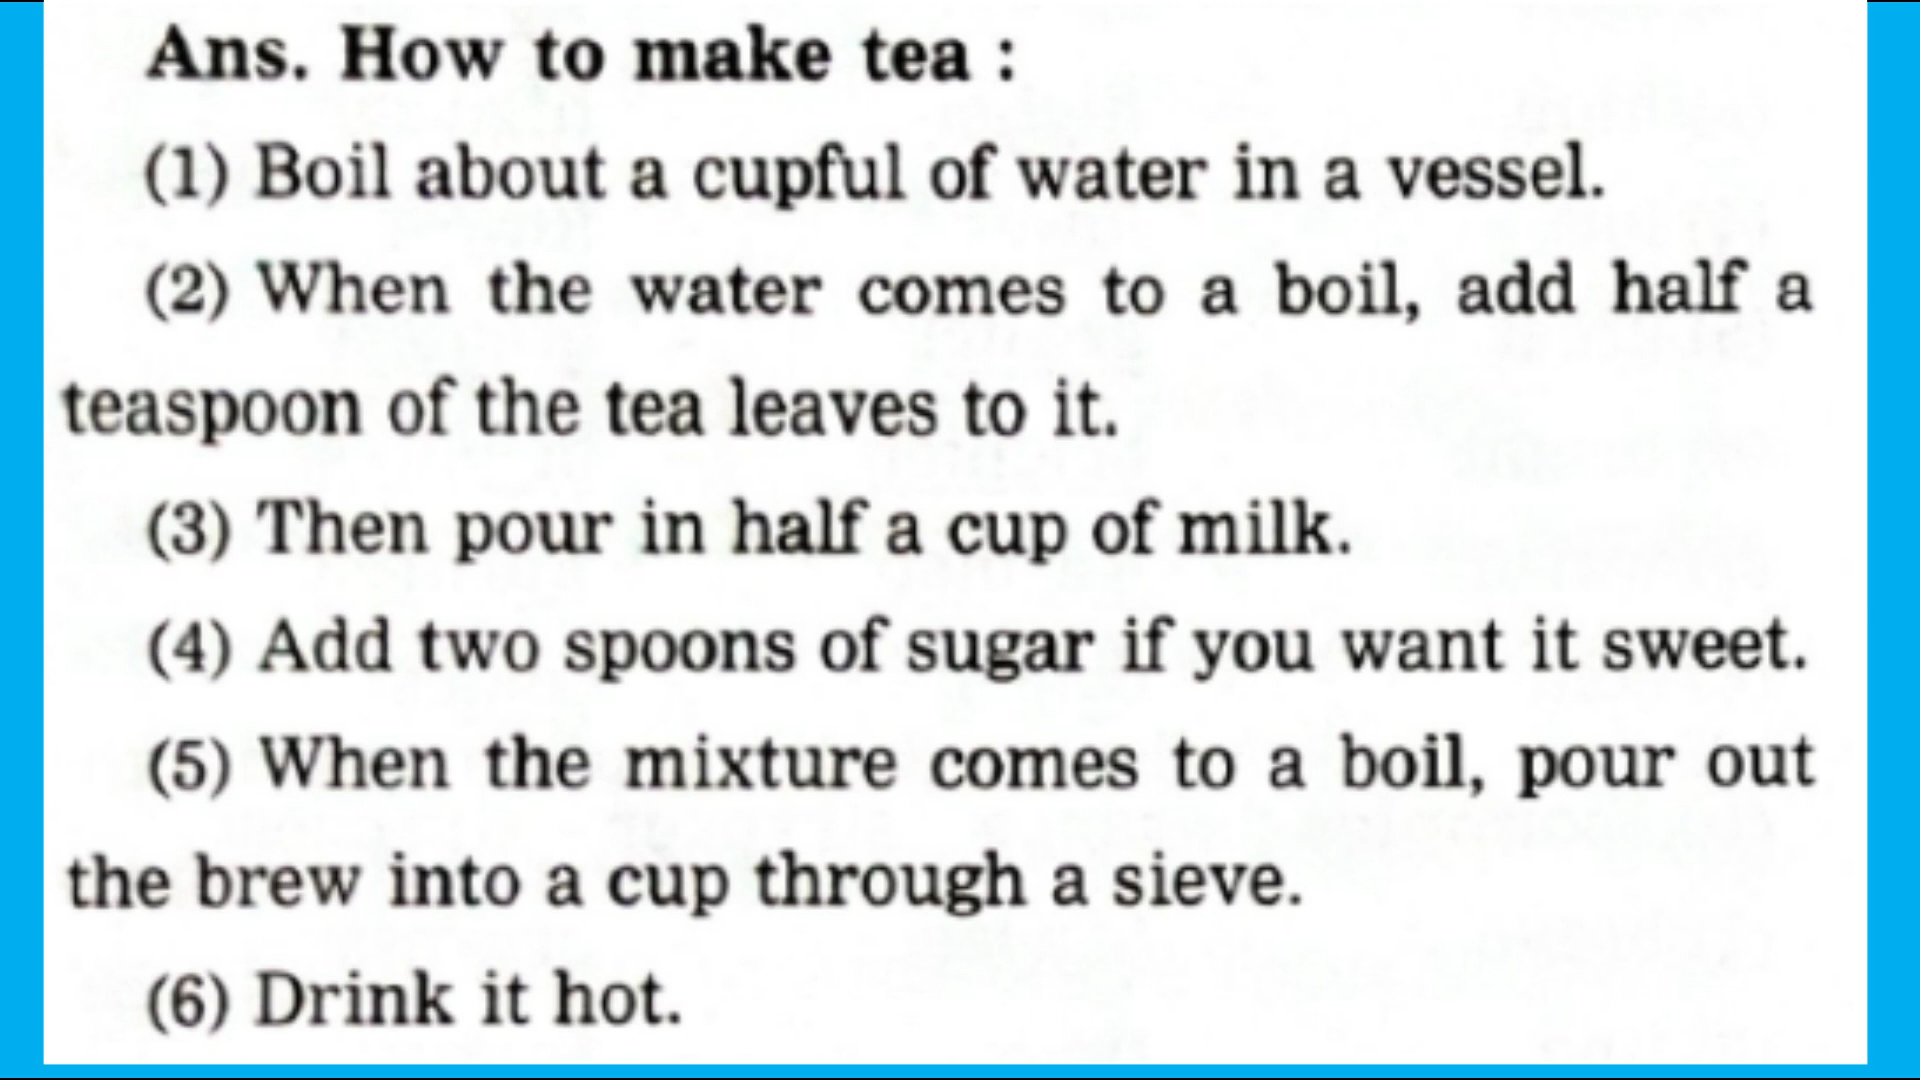 Ans. How to make tea :
(1) Boil about a cupful of water in a vessel.
(2) When the water comes to a boil, add half a
teaspoon of the tea leaves to it.
(3) Then pour in half a cup of milk.
(4) Add two spoons of sugar if you want it sweet.
(5) When the mixture comes to a boil, pour out
the brew into a cup through a sieve.
(6) Drink it hot.